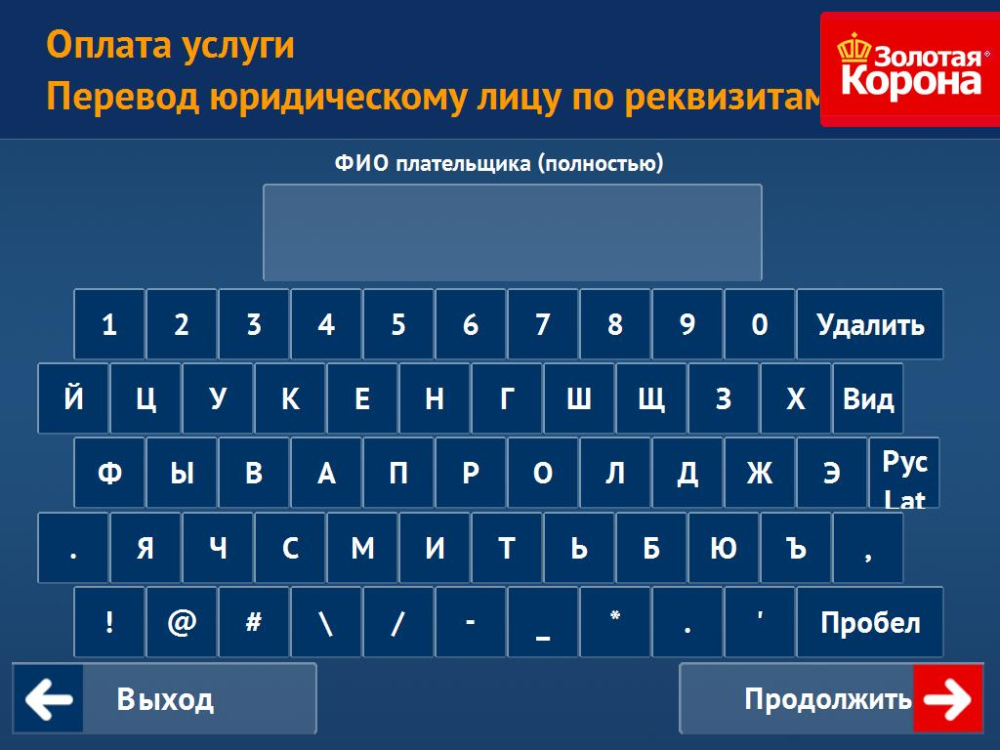 Оплата услуги
Перевод юридическому лицу по реквизитам
Золотая
Корона
ФИО плательщика (полностью)
1 2 3 4 5 6 7 8 9 0 Удалить
Й Ц У К Е Н Г Ш Щ З Х Вид
Ф Ы В А П Р О Л Д Ж Э Рус Lat
. Я Ч С М И Т Ь Б Ю Ъ ,
! @ # \ / - _ * . ' Пробел
Выход Продолжить